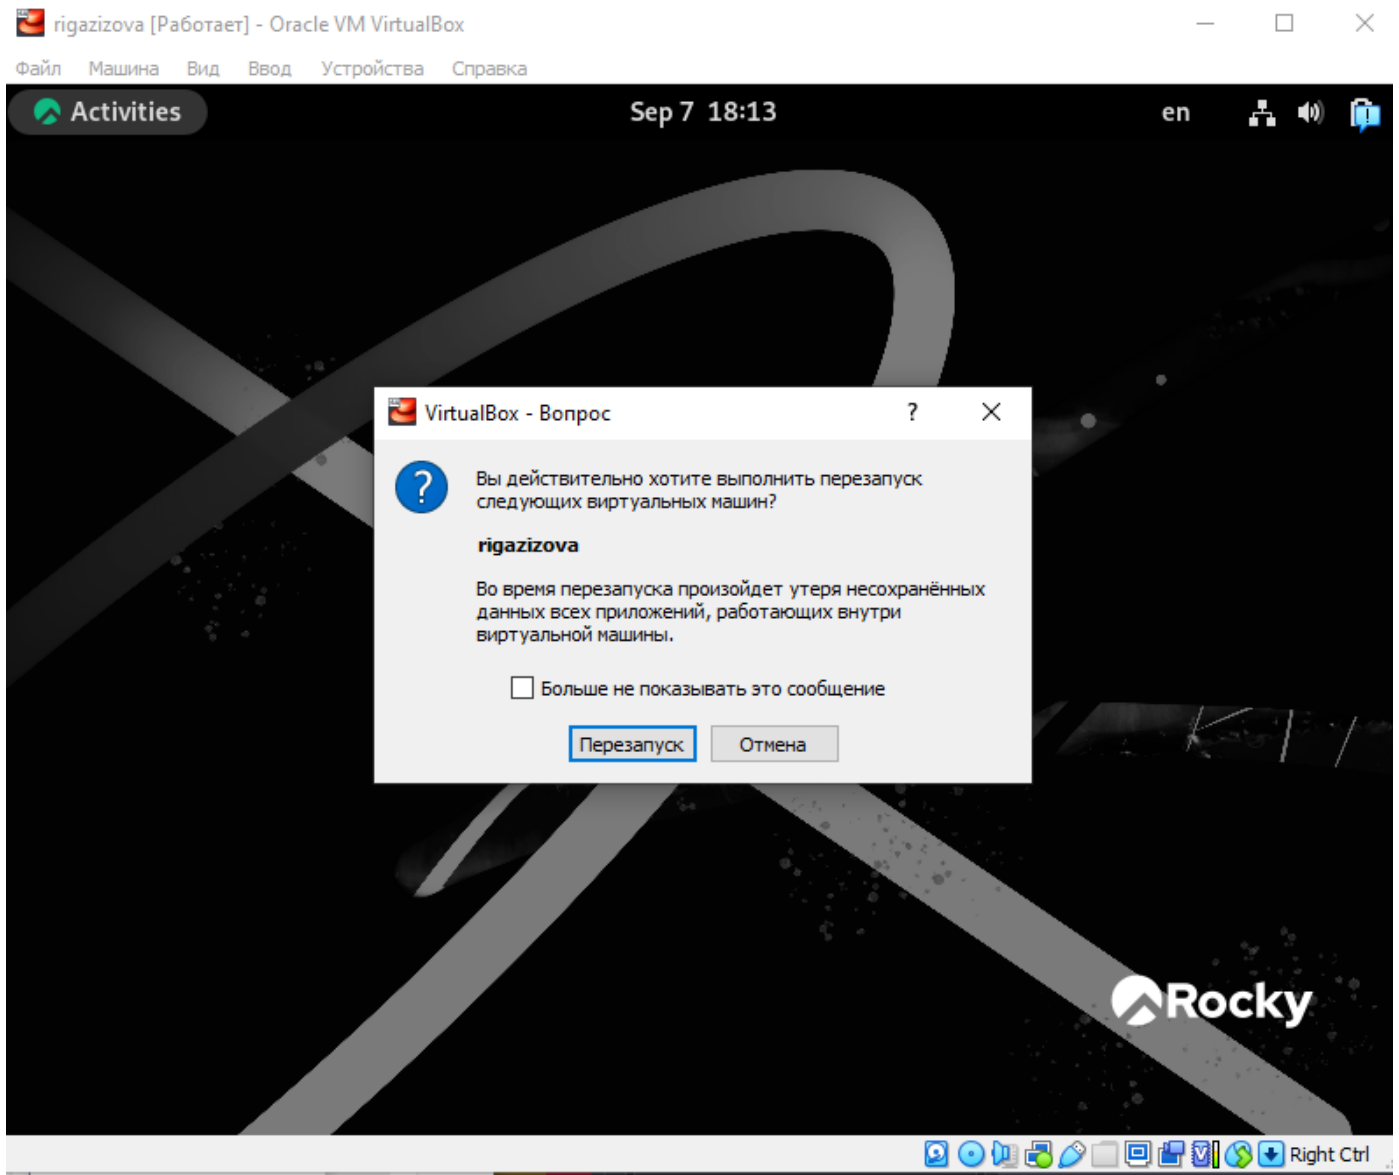 rigazizova [Работает] - Oracle VM VirtualBox
Файл Машина Вид Ввод Устройства Справка
Activities Sep 7 18:13 en
VirtualBox - Вопрос ?
Вы действительно хотите выполнить перезапуск
следующих виртуальных машин?
rigazizova
Во время перезапуска произойдет утеря несохранённых
данных всех приложений, работающих внутри
виртуальной машины.
Больше не показывать это сообщение
Перезапуск Отмена
Rocky
Right Ctrl